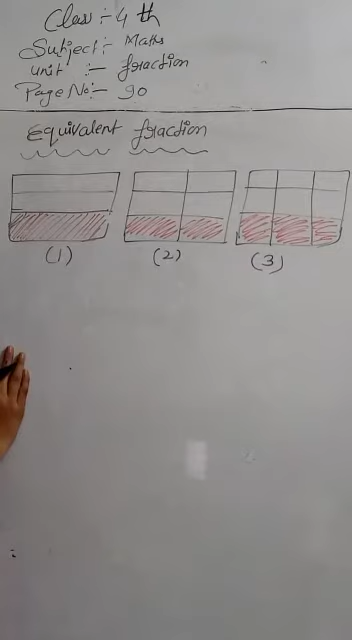 Class :- 4 th
Subject :- Maths
unit :- fraction
Page No :- 90
Equivalent fraction
(1) (2) (3)